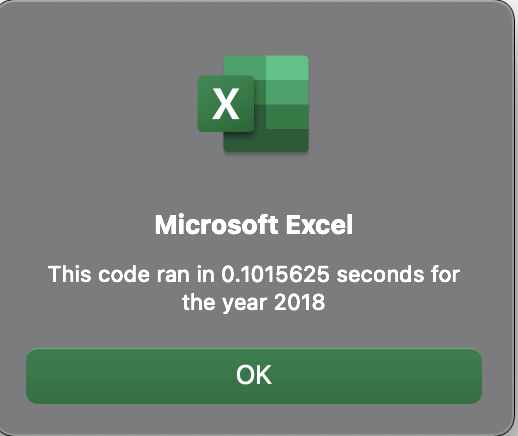 X
Microsoft Excel
This code ran in 0.1015625 seconds for
the year 2018
OK